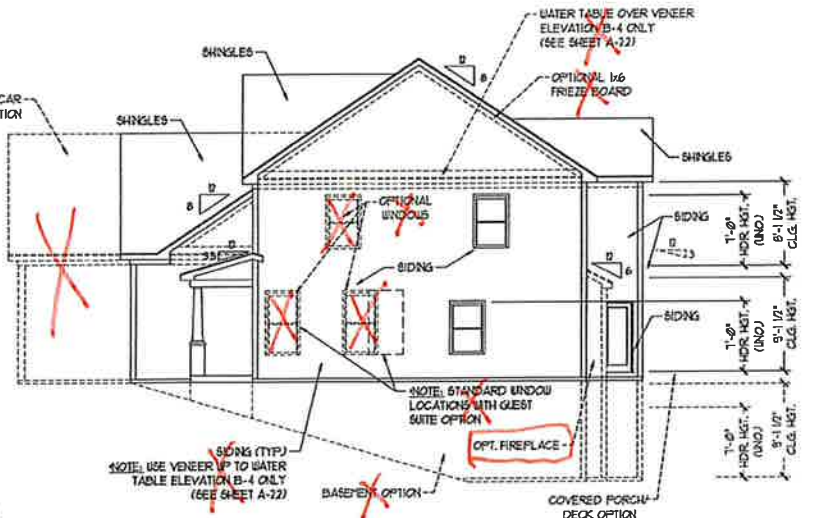 WATER TABLE OVER VENEER
ELEVATION B-4 ONLY
(SEE SHEET A-2.2)
SHINGLES
12
8
OPTIONAL 1x6
FRIEZE BOARD
CAR
TION
SHINGLES
SHINGLES
12
8
OPTIONAL
WINDOWS
SIDING
12
3.5
SIDING
12
6
12
3
SIDING
7'-0"
HDR. HGT.
(UNO.)
8'-1 1/2"
CLG. HGT.
7'-0"
HDR. HGT.
(UNO.)
9'-1 1/2"
CLG. HGT.
7'-0"
HDR. HGT.
(UNO.)
9'-1 1/2"
CLG. HGT.
NOTE: STANDARD WINDOW
LOCATIONS WITH GUEST
SUITE OPTION
OPT. FIREPLACE
SIDING (TYP.)
NOTE: USE VENEER UP TO WATER
TABLE ELEVATION B-4 ONLY
(SEE SHEET A-2.2)
BASEMENT OPTION
COVERED PORCH/
DECK OPTION